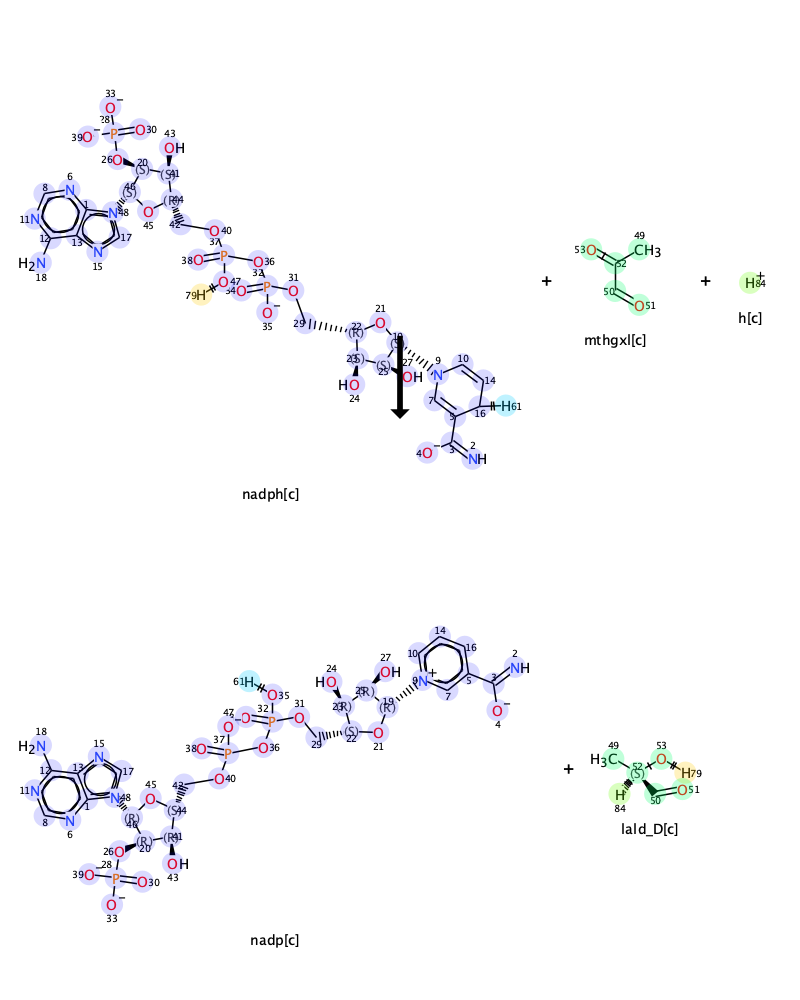 33
O−
28
39 O− P O 30
43
OH
O
26
20
(S) (S) 41
6
N
8
46
(S) (R) 44
1 N 48
11 N
O
45
42
12
13
17
N
15
H2N
18
O 40
37
38 O P O 36
32
O 47
34 O P O 31
79 H
O−
35
29
21
O
22
(R)
19
(S)
23
(S) (S)
25
27
OH
HO
24
9
N
10
14
7
5
16 H 61
3
4 O−
2
NH
nadph[c]
+
53 O
49
CH3
52
50
O 51
mthgxl[c]
+
H+
84
h[c]
61 H
O 35
24
HO
27
OH
25
(R)
23
(R)
19
(R)
(S)
22
O
21
9
N+
10
14
16
5
7
3
2
NH
O−
4
47
O
32
O P O 31
29
37
38 O P O 36
O 40
42
18
H2N
12
15
N
13
17
11 N
8
N
6
1
N 48
45
O
(S) 44
(R)
46
(R)
20
(R) 41
26 O
OH
43
28
39 O− P O 30
O−
33
nadp[c]
+
49
H3C
52
(S)
53
O
H 79
H
84
50
O 51
lald_D[c]